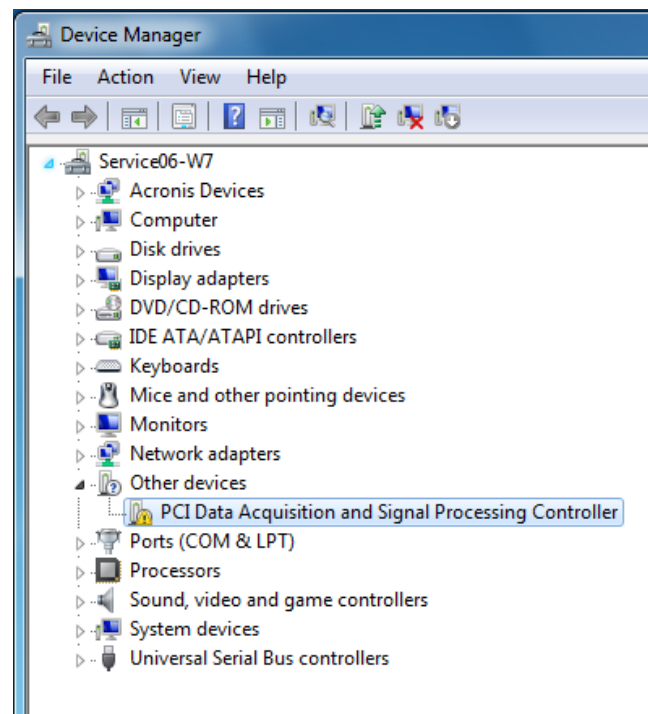 Device Manager
File Action View Help
Service06-W7
Acronis Devices
Computer
Disk drives
Display adapters
DVD/CD-ROM drives
IDE ATA/ATAPI controllers
Keyboards
Mice and other pointing devices
Monitors
Network adapters
Other devices
PCI Data Acquisition and Signal Processing Controller
Ports (COM & LPT)
Processors
Sound, video and game controllers
System devices
Universal Serial Bus controllers